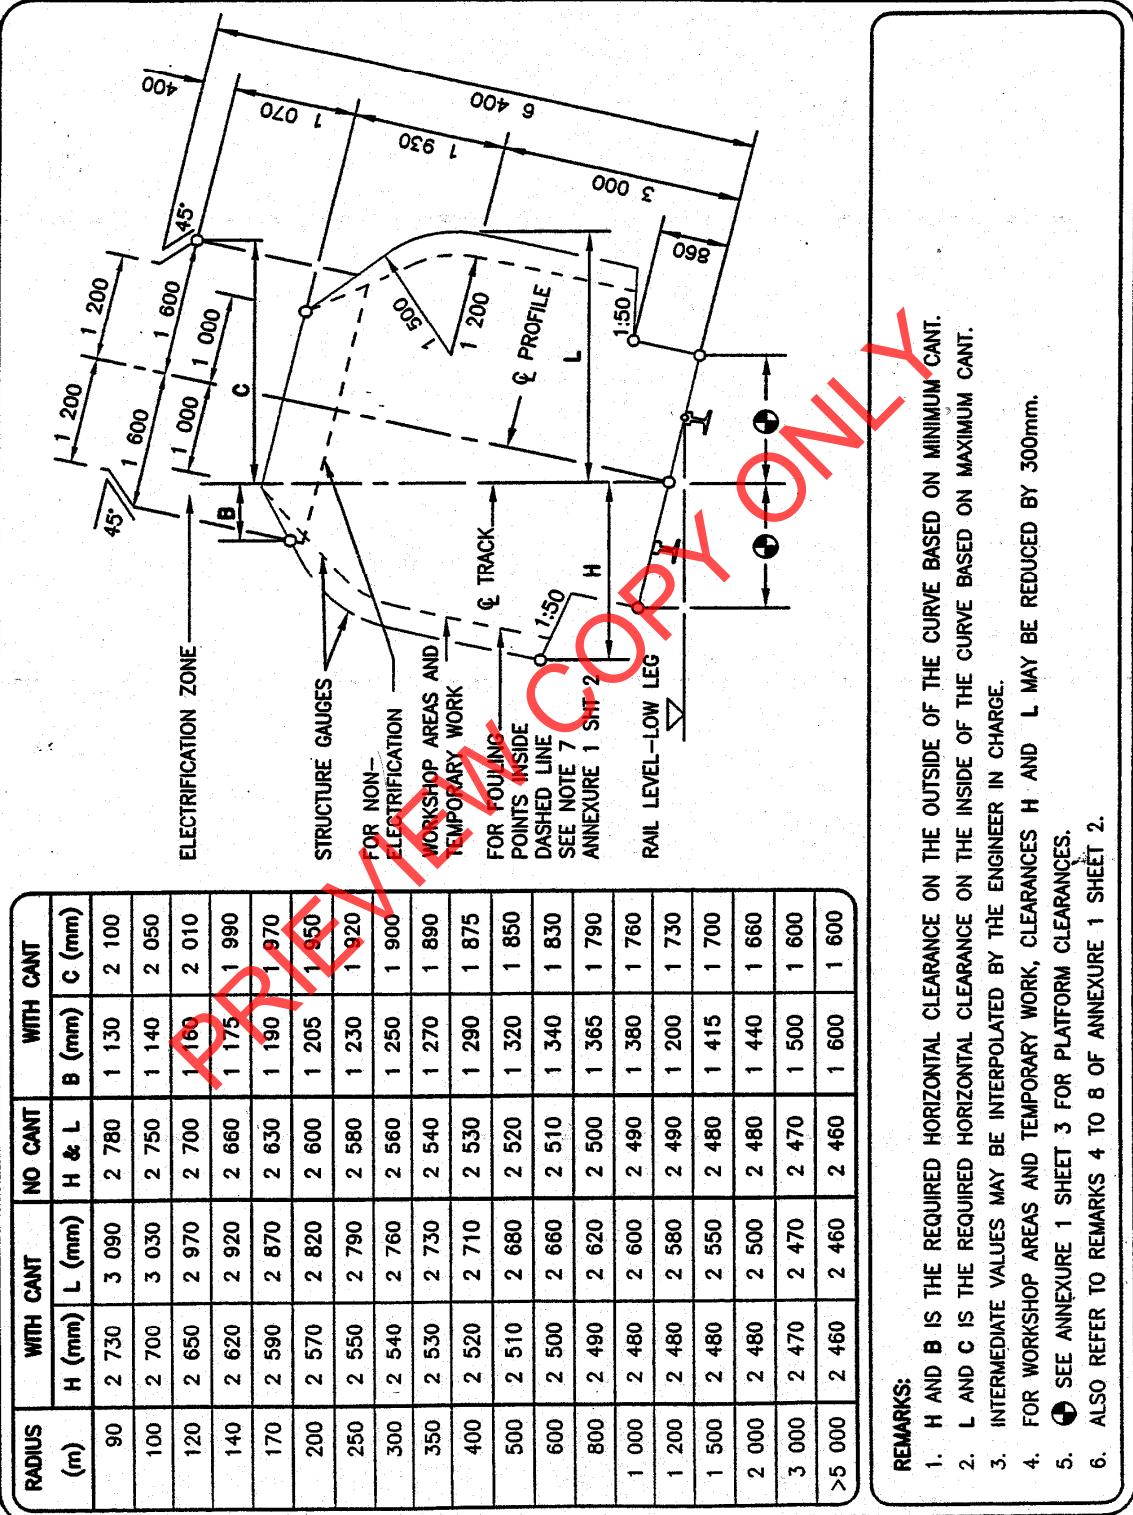 RADIUS WITH CANT NO CANT WITH CANT
(m) H (mm) L (mm) H & L B (mm) C (mm)
90 2 730 3 090 2 780 1 130 2 100
100 2 700 3 030 2 750 1 140 2 050
120 2 650 2 970 2 700 1 160 2 010
140 2 620 2 920 2 660 1 175 1 990
170 2 590 2 870 2 630 1 190 1 970
200 2 570 2 820 2 600 1 205 1 950
250 2 550 2 790 2 580 1 230 1 920
300 2 540 2 760 2 560 1 250 1 900
350 2 530 2 730 2 540 1 270 1 890
400 2 520 2 710 2 530 1 290 1 875
500 2 510 2 680 2 520 1 320 1 850
600 2 500 2 660 2 510 1 340 1 830
800 2 490 2 620 2 500 1 365 1 790
1 000 2 480 2 600 2 490 1 380 1 760
1 200 2 480 2 580 2 490 1 200 1 730
1 500 2 480 2 550 2 480 1 415 1 700
2 000 2 480 2 500 2 480 1 440 1 660
3 000 2 470 2 470 2 470 1 500 1 600
>5 000 2 460 2 460 2 460 1 600 1 600
ELECTRIFICATION ZONE
STRUCTURE GAUGES
FOR NON-
ELECTRIFICATION
WORKSHOP AREAS AND
TEMPORARY WORK
FOR FOULING
POINTS INSIDE
DASHED LINE
SEE NOTE 7
ANNEXURE 1 SHT 2
RAIL LEVEL-LOW LEG
1 200
1 200
1 600
1 600
1 000
1 000
45°
45°
B
C
400
1 070
1 930
6 400
3 000
860
1 500
1 200
℄ PROFILE
℄ TRACK
L
H
1:50
1:50
REMARKS:
1. H AND B IS THE REQUIRED HORIZONTAL CLEARANCE ON THE OUTSIDE OF THE CURVE BASED ON MINIMUM CANT.
2. L AND C IS THE REQUIRED HORIZONTAL CLEARANCE ON THE INSIDE OF THE CURVE BASED ON MAXIMUM CANT.
3. INTERMEDIATE VALUES MAY BE INTERPOLATED BY THE ENGINEER IN CHARGE.
4. FOR WORKSHOP AREAS AND TEMPORARY WORK, CLEARANCES H AND L MAY BE REDUCED BY 300mm.
5. SEE ANNEXURE 1 SHEET 3 FOR PLATFORM CLEARANCES.
6. ALSO REFER TO REMARKS 4 TO 8 OF ANNEXURE 1 SHEET 2.
PRIEVIEW COPY ONLY